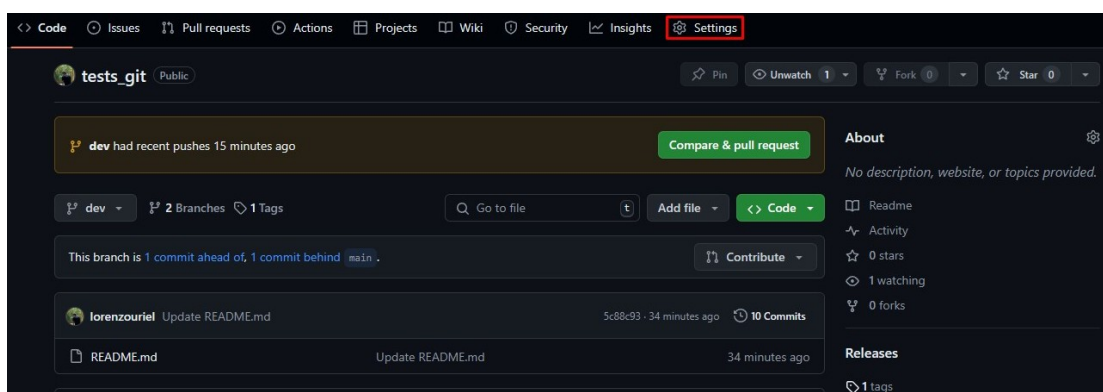 <> Code Issues Pull requests Actions Projects Wiki Security Insights Settings
tests_git Public Pin Unwatch 1 Fork 0 Star 0
dev had recent pushes 15 minutes ago Compare & pull request
About
No description, website, or topics provided.
dev 2 Branches 1 Tags Go to file t Add file <> Code
Readme
Activity
This branch is 1 commit ahead of, 1 commit behind main . Contribute
0 stars
1 watching
0 forks
lorenzouriel Update README.md 5c88c93 · 34 minutes ago 10 Commits
README.md Update README.md 34 minutes ago
Releases
1 tags